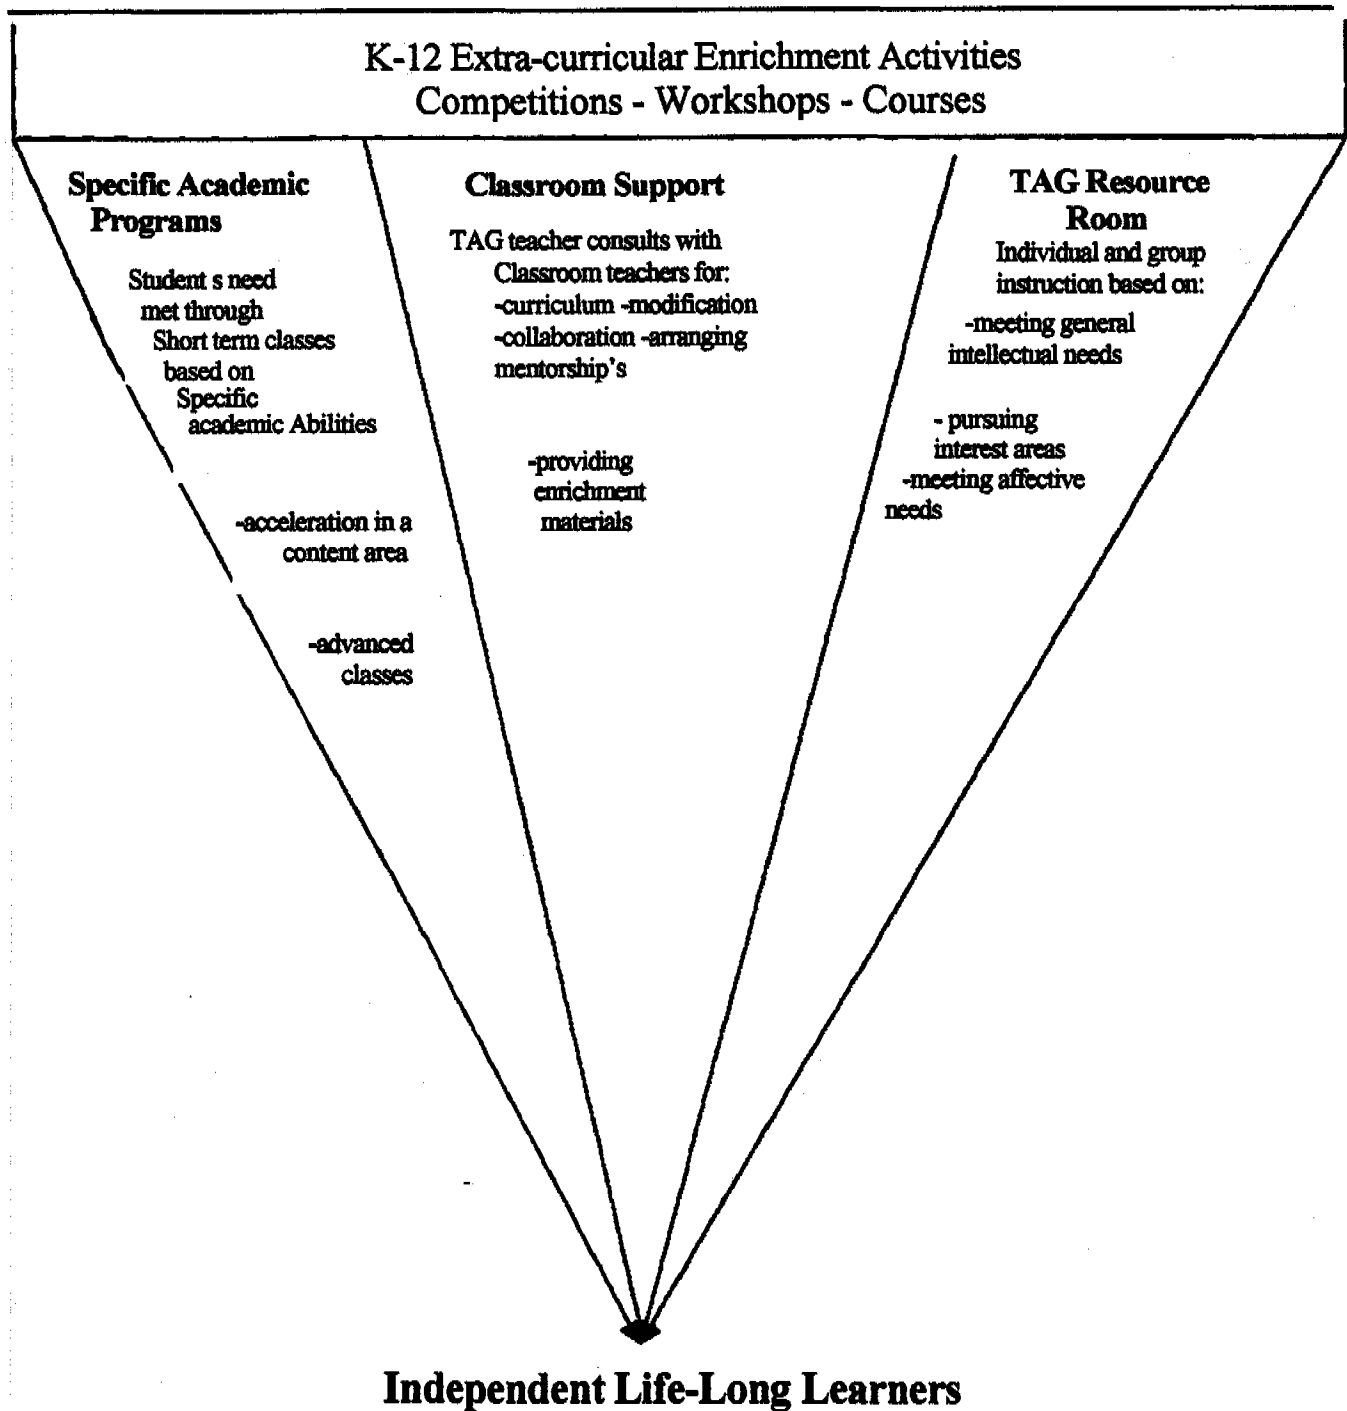 K-12 Extra-curricular Enrichment Activities
Competitions - Workshops - Courses
Specific Academic
Programs
Student s need
met through
Short term classes
based on
Specific
academic Abilities
-acceleration in a
content area
-advanced
classes
Classroom Support
TAG teacher consults with
Classroom teachers for:
-curriculum -modification
-collaboration -arranging
mentorship's
-providing
enrichment
materials
TAG Resource
Room
Individual and group
instruction based on:
-meeting general
intellectual needs
- pursuing
interest areas
-meeting affective
needs
Independent Life-Long Learners